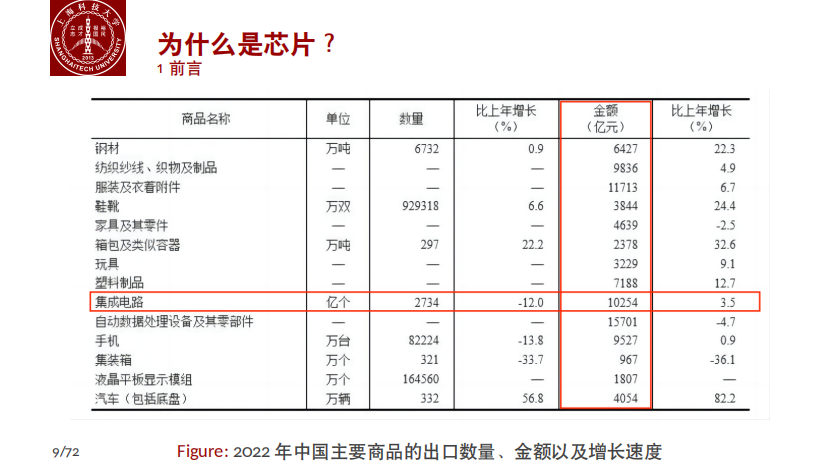 上海科技大学
立志 成才 报国 裕民
SHANGHAITECH UNIVERSITY
2013
为什么是芯片？
1 前言
商品名称 单位 数量 比上年增长（%） 金额（亿元） 比上年增长（%）
钢材 万吨 6732 0.9 6427 22.3
纺织纱线、织物及制品 — — — 9836 4.9
服装及衣着附件 — — — 11713 6.7
鞋靴 万双 929318 6.6 3844 24.4
家具及其零件 — — — 4639 -2.5
箱包及类似容器 万吨 297 22.2 2378 32.6
玩具 — — — 3229 9.1
塑料制品 — — — 7188 12.7
集成电路 亿个 2734 -12.0 10254 3.5
自动数据处理设备及其零部件 — — — 15701 -4.7
手机 万台 82224 -13.8 9527 0.9
集装箱 万个 321 -33.7 967 -36.1
液晶平板显示模组 万个 164560 — 1807 —
汽车（包括底盘） 万辆 332 56.8 4054 82.2
9/72
Figure: 2022 年中国主要商品的出口数量、金额以及增长速度